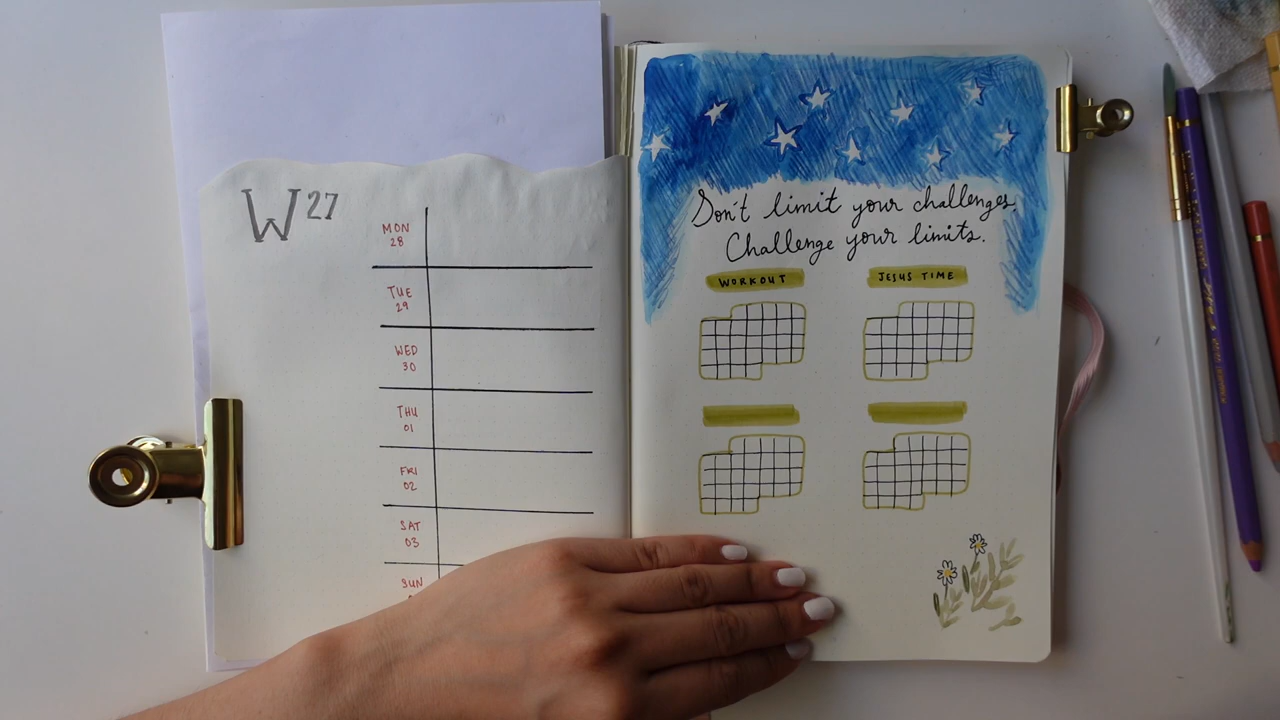 W27
MON
28
TUE
29
WED
30
THU
01
FRI
02
SAT
03
SUN
Don't limit your challenges,
Challenge your limits.
WORKOUT
JESUS TIME